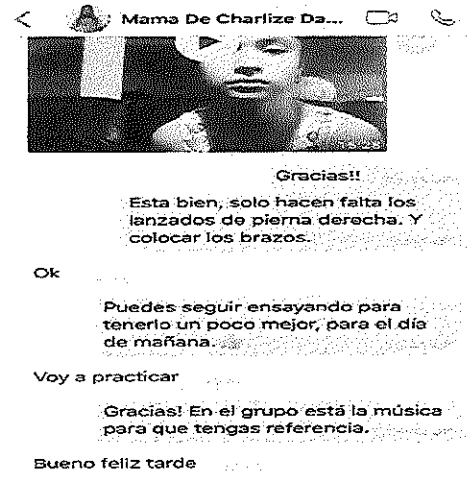 Mama De Charlize Da...
Gracias!!
Esta bien, solo hacen falta los
lanzados de pierna derecha. Y
colocar los brazos.
Ok
Puedes seguir ensayando para
tenerlo un poco mejor, para el día
de mañana.
Voy a practicar
Gracias! En el grupo está la música
para que tengas referencia.
Bueno feliz tarde